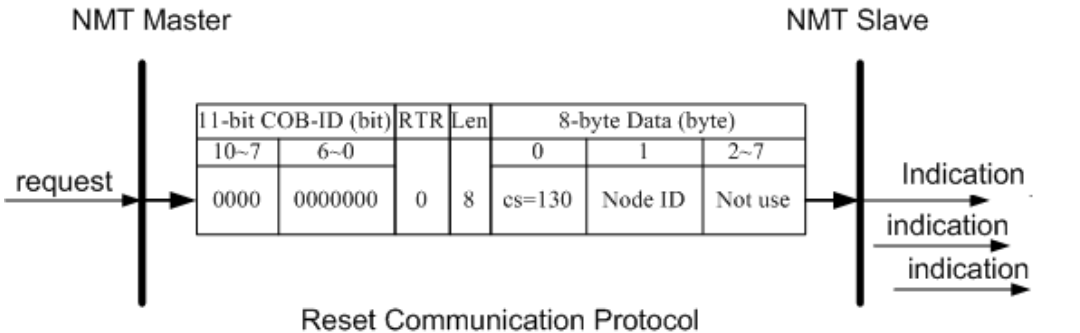 NMT Master NMT Slave
11-bit COB-ID (bit) RTR Len 8-byte Data (byte)
10~7 6~0 0 1 2~7
request 0000 0000000 0 8 cs=130 Node ID Not use Indication
indication
indication
Reset Communication Protocol